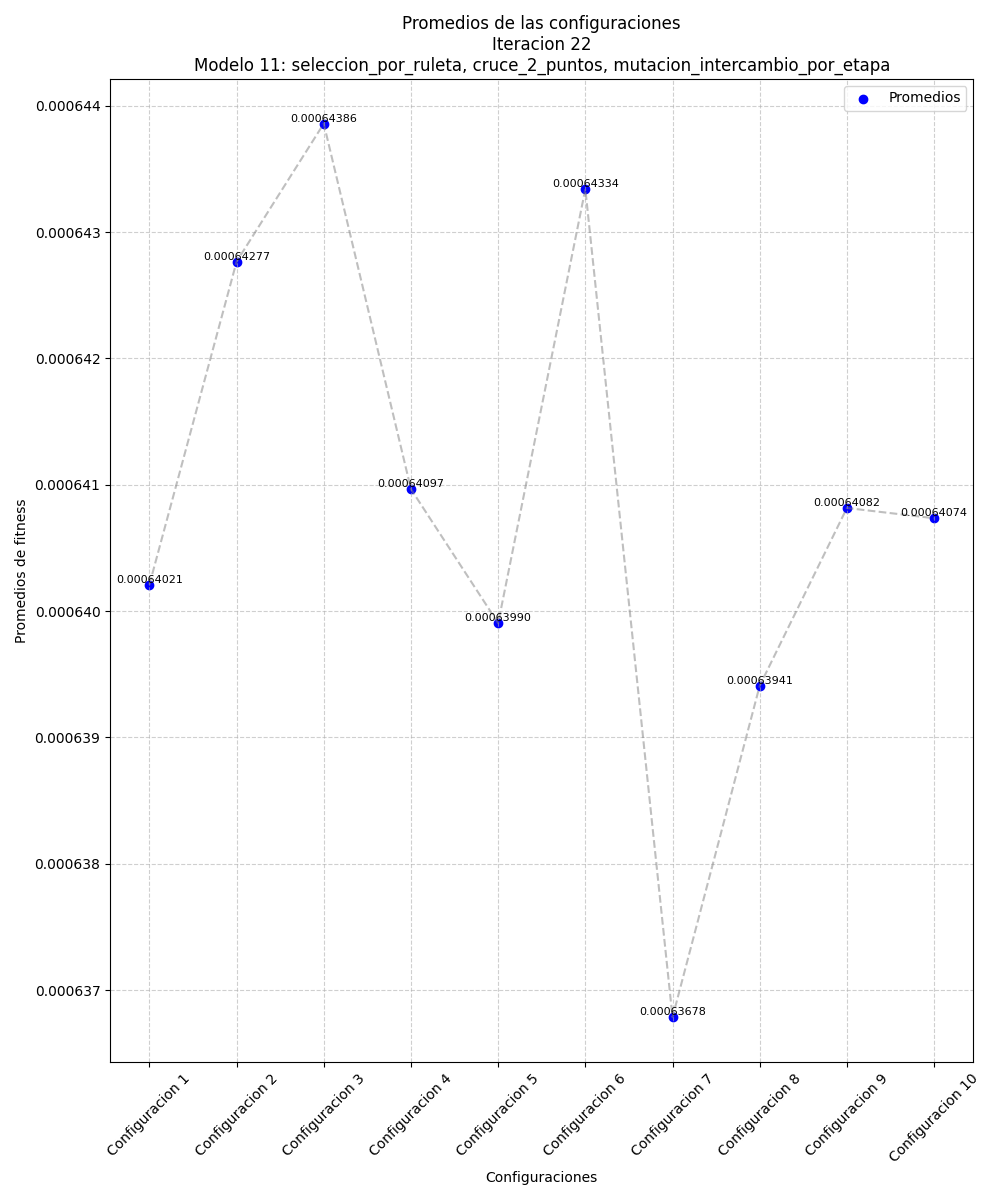 Promedios de las configuraciones
Iteracion 22
Modelo 11: seleccion_por_ruleta, cruce_2_puntos, mutacion_intercambio_por_etapa
Promedios
0.000644
0.000643
0.000642
0.000641
0.000640
0.000639
0.000638
0.000637
Promedios de fitness
0.00064021
0.00064277
0.00064386
0.00064097
0.00063990
0.00064334
0.00063678
0.00063941
0.00064082
0.00064074
Configuracion 1
Configuracion 2
Configuracion 3
Configuracion 4
Configuracion 5
Configuracion 6
Configuracion 7
Configuracion 8
Configuracion 9
Configuracion 10
Configuraciones